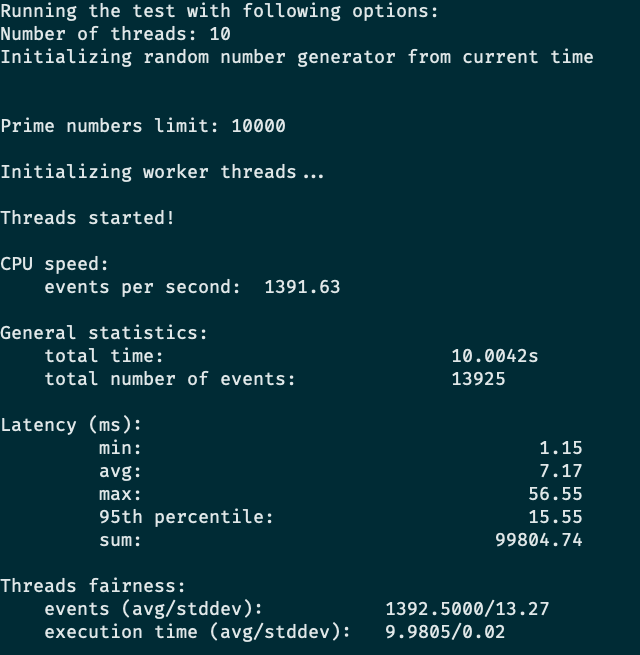 Running the test with following options:
Number of threads: 10
Initializing random number generator from current time
Prime numbers limit: 10000
Initializing worker threads...
Threads started!
CPU speed:
events per second: 1391.63
General statistics:
total time: 10.0042s
total number of events: 13925
Latency (ms):
min: 1.15
avg: 7.17
max: 56.55
95th percentile: 15.55
sum: 99804.74
Threads fairness:
events (avg/stddev): 1392.5000/13.27
execution time (avg/stddev): 9.9805/0.02